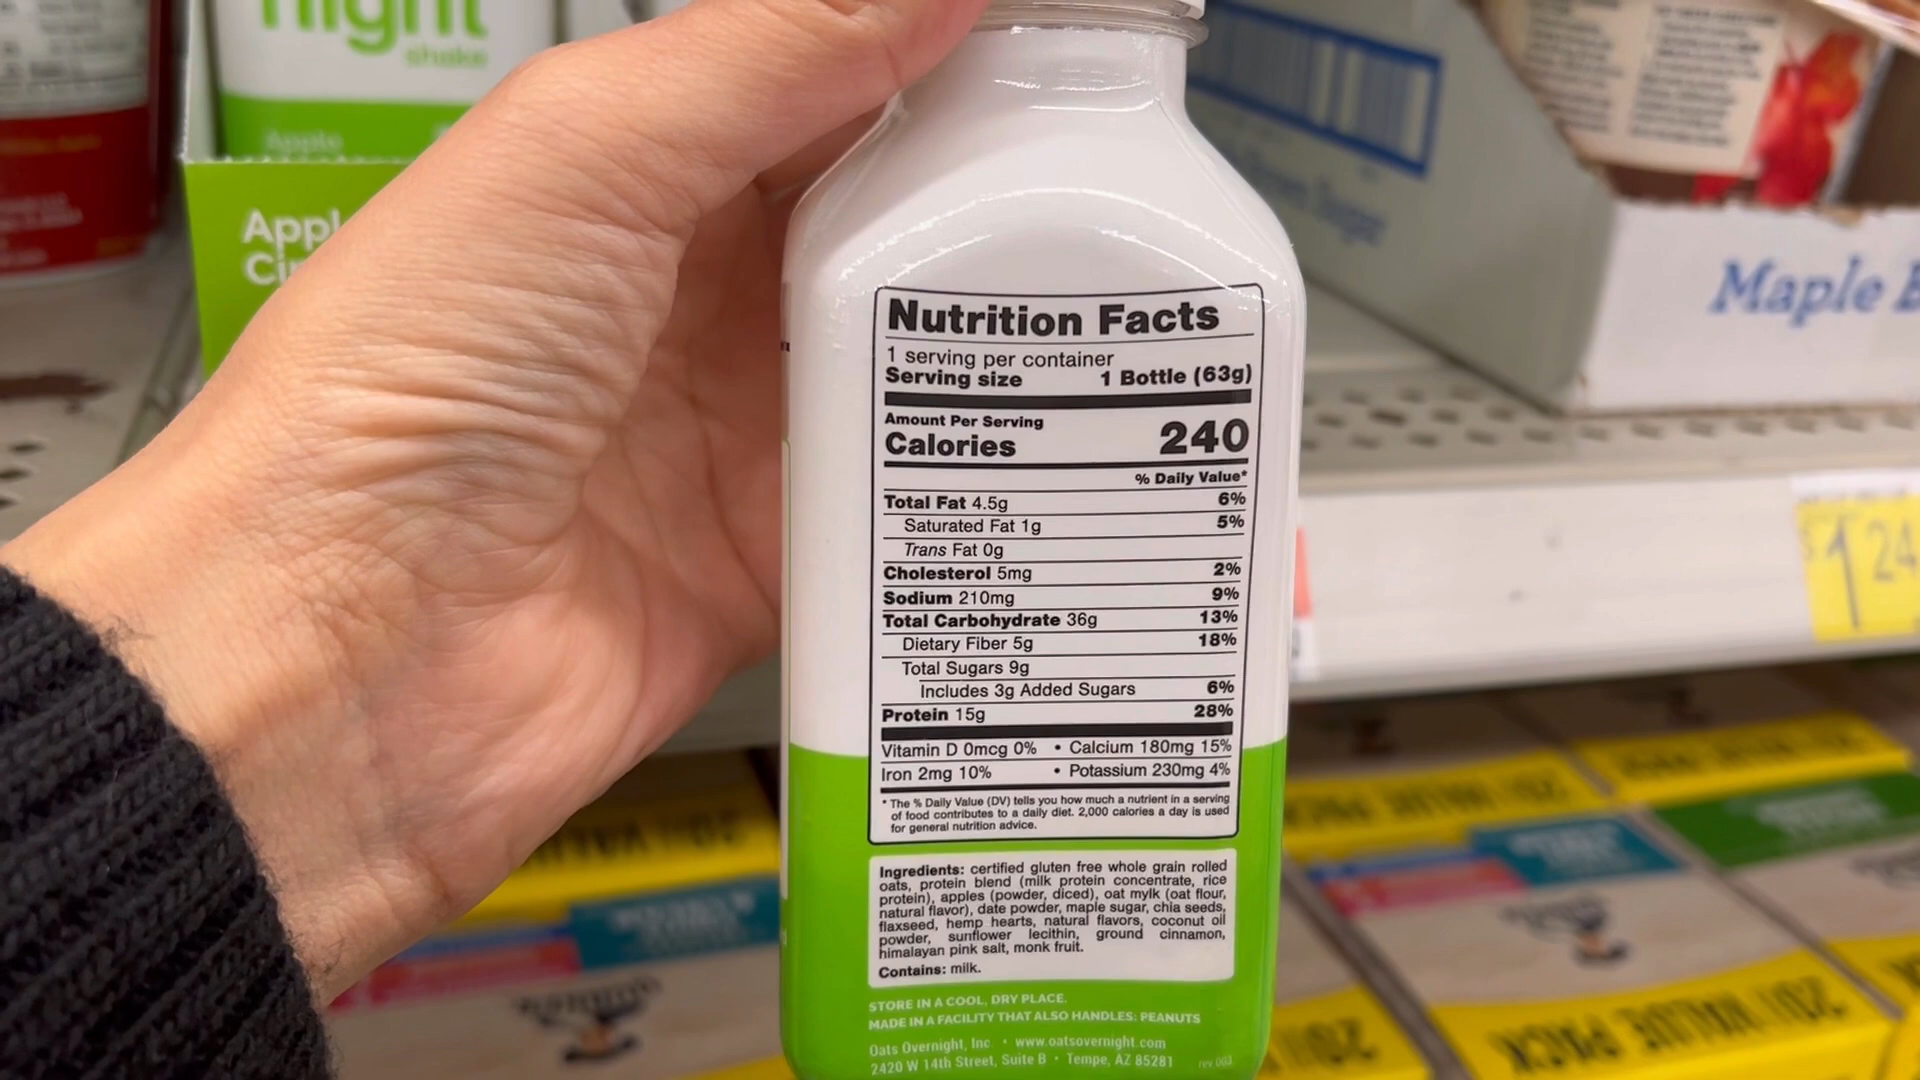 night
shake
Apple
Appl
Ci
Nutrition Facts
1 serving per container
Serving size 1 Bottle (63g)
Amount Per Serving
Calories 240
% Daily Value*
Total Fat 4.5g 6%
Saturated Fat 1g 5%
Trans Fat 0g
Cholesterol 5mg 2%
Sodium 210mg 9%
Total Carbohydrate 36g 13%
Dietary Fiber 5g 18%
Total Sugars 9g
Includes 3g Added Sugars 6%
Protein 15g 28%
Vitamin D 0mcg 0% • Calcium 180mg 15%
Iron 2mg 10% • Potassium 230mg 4%
* The % Daily Value (DV) tells you how much a nutrient in a serving
of food contributes to a daily diet. 2,000 calories a day is used
for general nutrition advice.
Ingredients: certified gluten free whole grain rolled
oats, protein blend (milk protein concentrate, rice
protein), apples (powder, diced), oat mylk (oat flour,
natural flavor), date powder, maple sugar, chia seeds,
flaxseed, hemp hearts, natural flavors, coconut oil
powder, sunflower lecithin, ground cinnamon,
himalayan pink salt, monk fruit.
Contains: milk.
STORE IN A COOL, DRY PLACE.
MADE IN A FACILITY THAT ALSO HANDLES: PEANUTS
Oats Overnight, Inc • www.oatsovernight.com
2420 W 14th Street, Suite B • Tempe, AZ 85281
rev 003
Maple B
$1 24
VALUE PACK